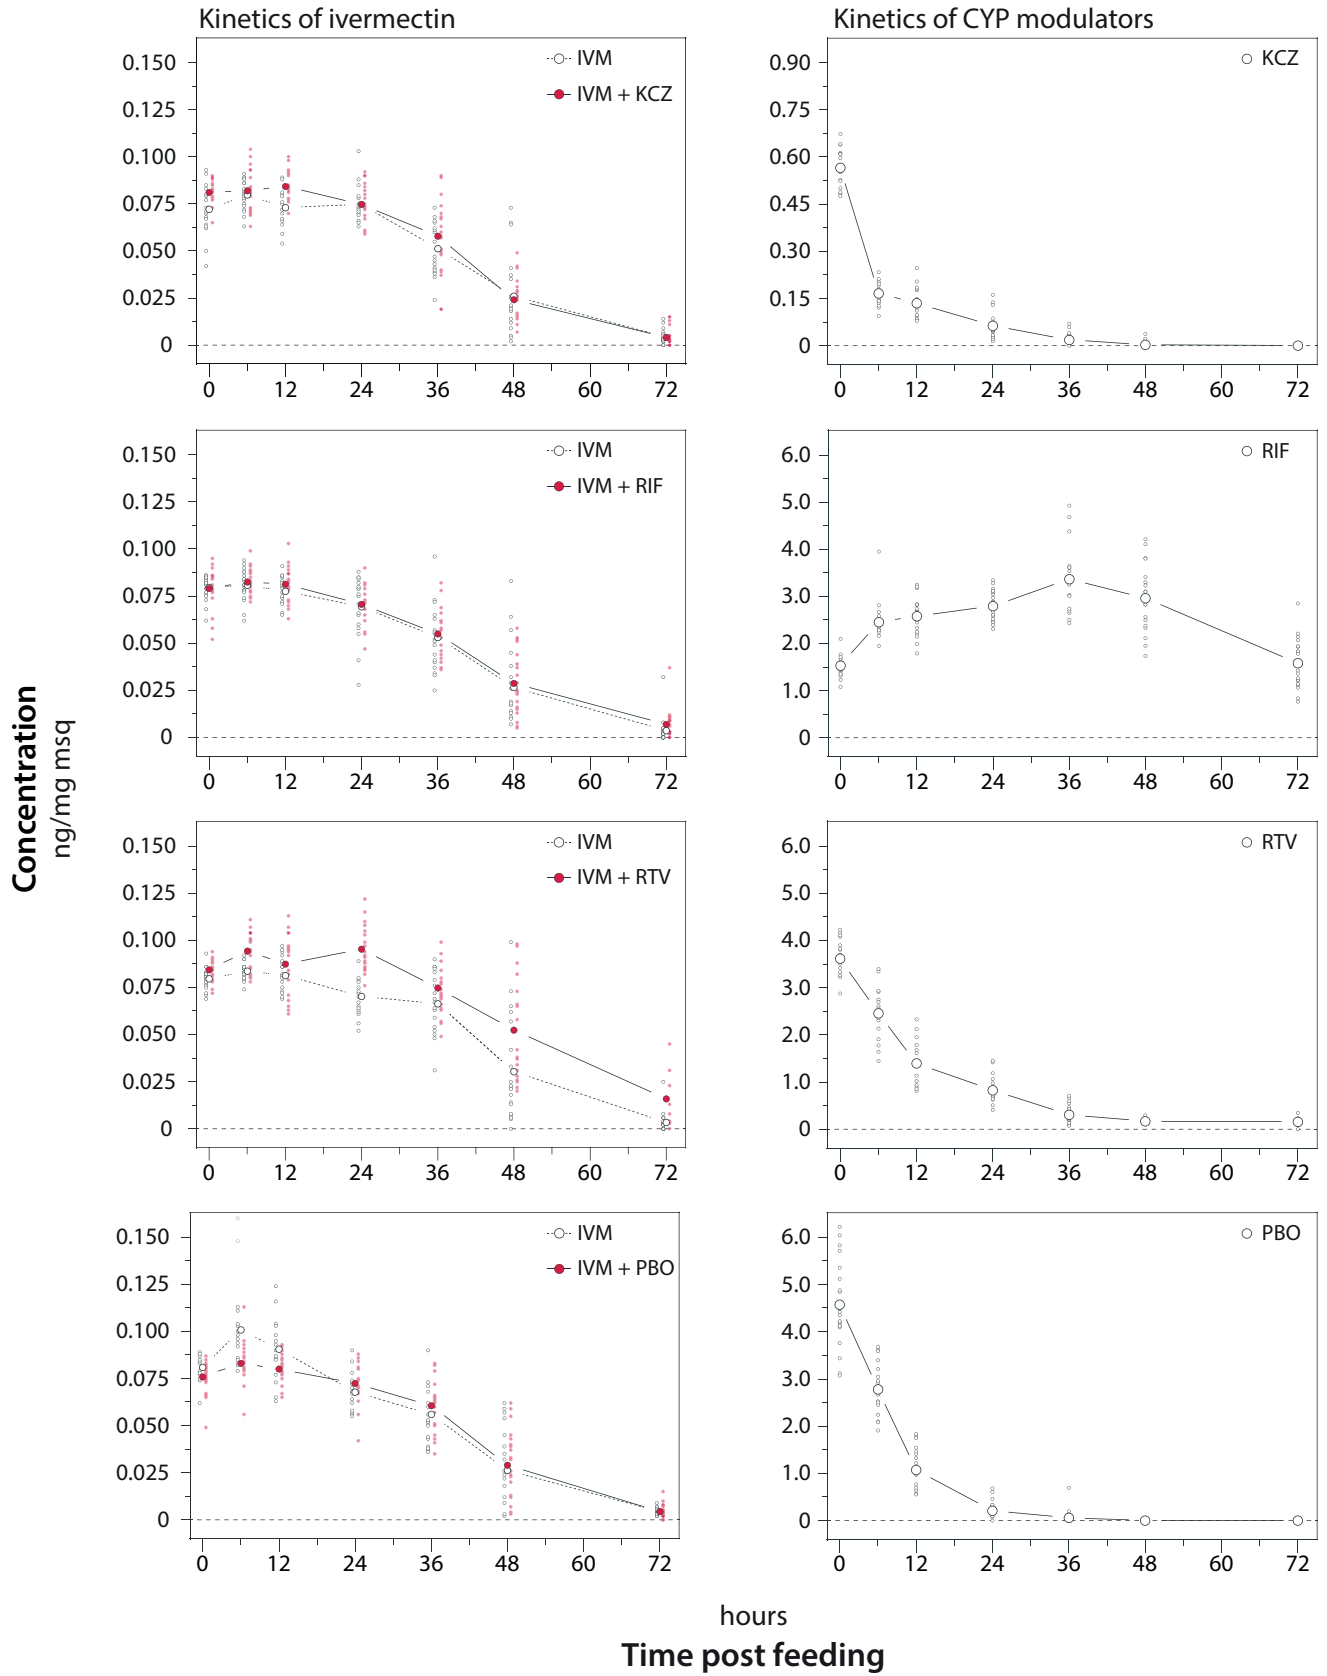 Kinetics of ivermectin
Kinetics of CYP modulators
IVM
IVM + KCZ
0.150
0.125
0.100
0.075
0.050
0.025
0
0 12 24 36 48 60 72
KCZ
0.90
0.75
0.60
0.45
0.30
0.15
0
0 12 24 36 48 60 72
IVM
IVM + RIF
0.150
0.125
0.100
0.075
0.050
0.025
0
0 12 24 36 48 60 72
RIF
6.0
5.0
4.0
3.0
2.0
1.0
0
0 12 24 36 48 60 72
Concentration
ng/mg msq
IVM
IVM + RTV
0.150
0.125
0.100
0.075
0.050
0.025
0
0 12 24 36 48 60 72
RTV
6.0
5.0
4.0
3.0
2.0
1.0
0
0 12 24 36 48 60 72
IVM
IVM + PBO
0.150
0.125
0.100
0.075
0.050
0.025
0
0 12 24 36 48 60 72
PBO
6.0
5.0
4.0
3.0
2.0
1.0
0
0 12 24 36 48 60 72
hours
Time post feeding